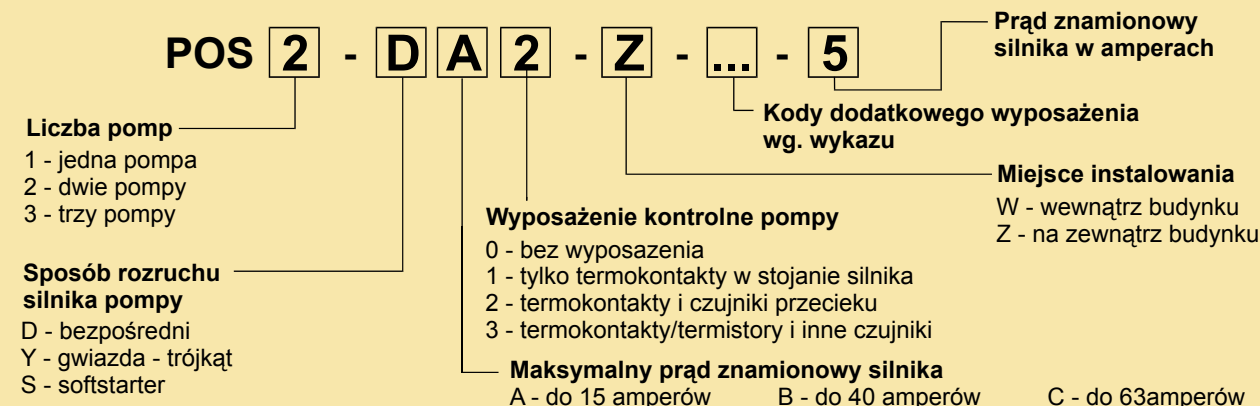 POS 2 - D A 2 - Z - ... - 5
Prąd znamionowy
silnika w amperach
Kody dodatkowego wyposażenia
wg. wykazu
Liczba pomp
1 - jedna pompa
2 - dwie pompy
3 - trzy pompy
Miejsce instalowania
W - wewnątrz budynku
Z - na zewnątrz budynku
Wyposażenie kontrolne pompy
0 - bez wyposazenia
1 - tylko termokontakty w stojanie silnika
2 - termokontakty i czujniki przecieku
3 - termokontakty/termistory i inne czujniki
Sposób rozruchu
silnika pompy
D - bezpośredni
Y - gwiazda - trójkąt
S - softstarter
Maksymalny prąd znamionowy silnika
A - do 15 amperów B - do 40 amperów C - do 63amperów